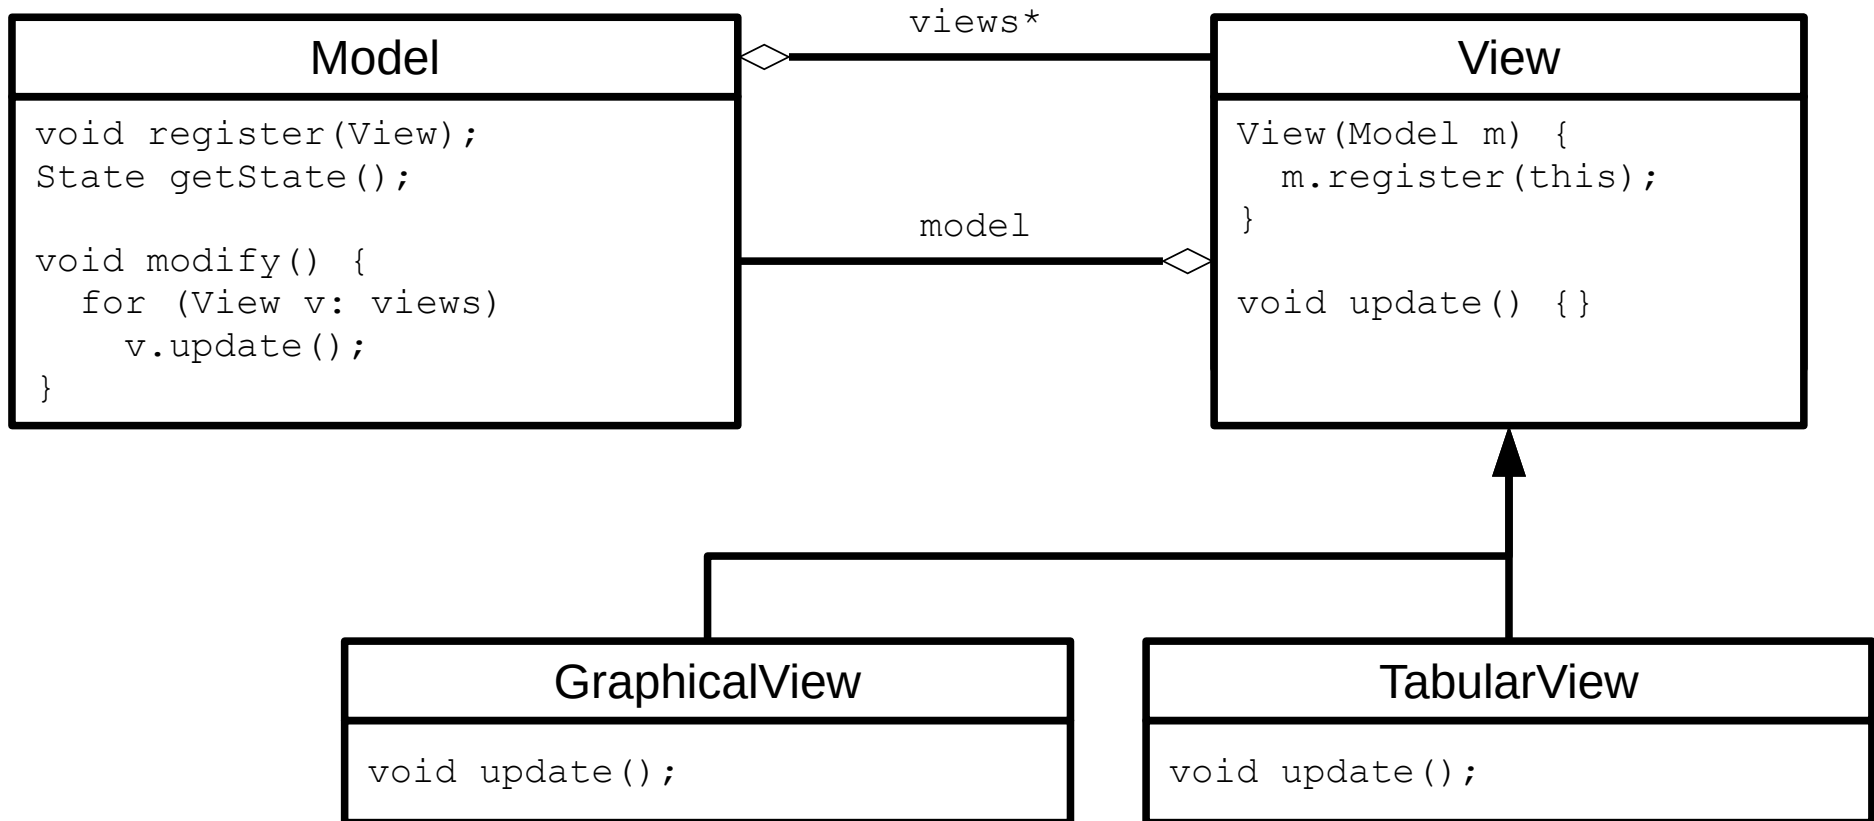 views*
Model
void register(View);
State getState();
void modify() {
  for (View v: views)
    v.update();
}
View
View(Model m) {
  m.register(this);
}
void update() {}
model
GraphicalView
void update();
TabularView
void update();